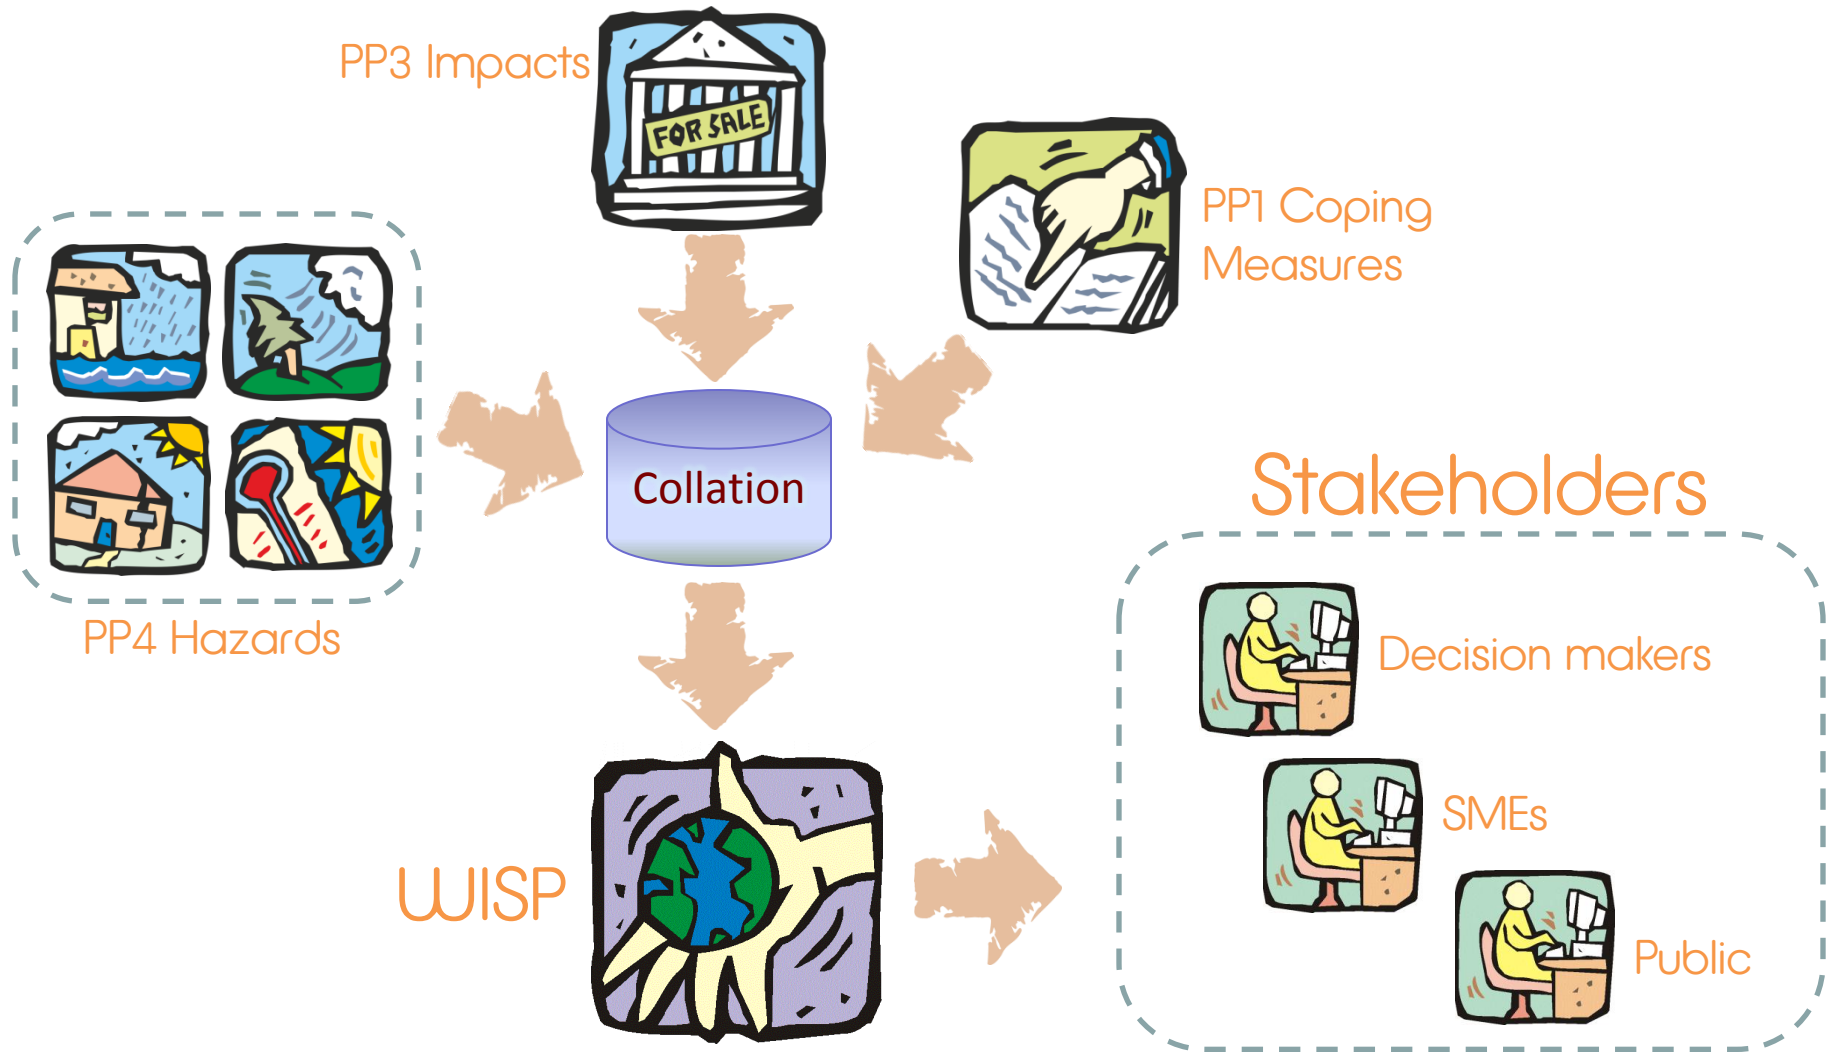 PP3 Impacts
FOR SALE
PP1 Coping
Measures
Collation
Stakeholders
PP4 Hazards
Decision makers
SMEs
WISP
Public